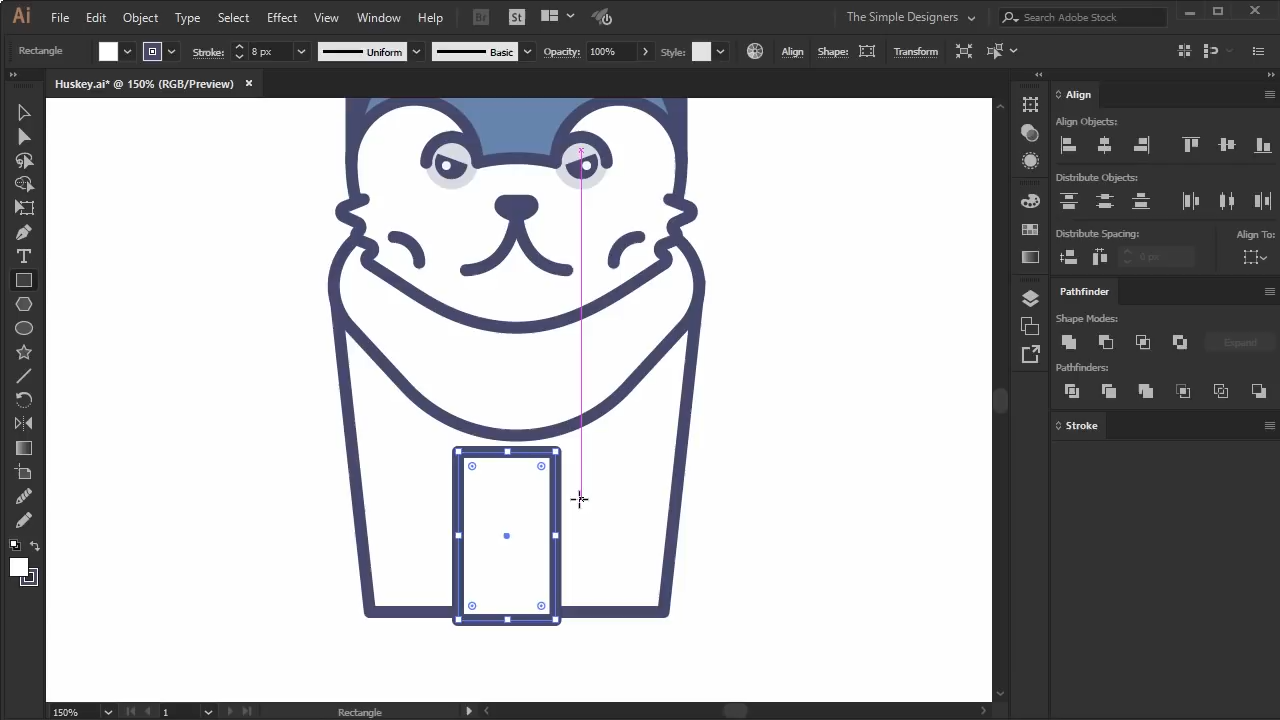 Ai File Edit Object Type Select Effect View Window Help Br St The Simple Designers Search Adobe Stock
Rectangle Stroke: 8 px Uniform Basic Opacity: 100% Style: Align Shape: Transform
Huskey.ai* @ 150% (RGB/Preview)
Align
Align Objects:
Distribute Objects:
Distribute Spacing: Align To:
0 px
Pathfinder
Shape Modes:
Expand
Pathfinders:
Stroke
150% 1 Rectangle